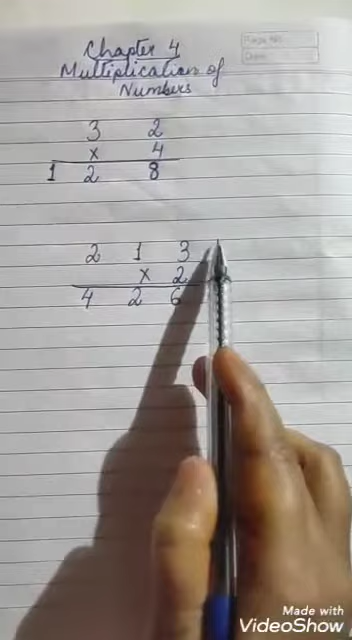 Chapter 4
Multiplication of
Numbers
3 2
x 4
1 2 8
2 1 3
x 2
4 2 6
Made with
VideoShow